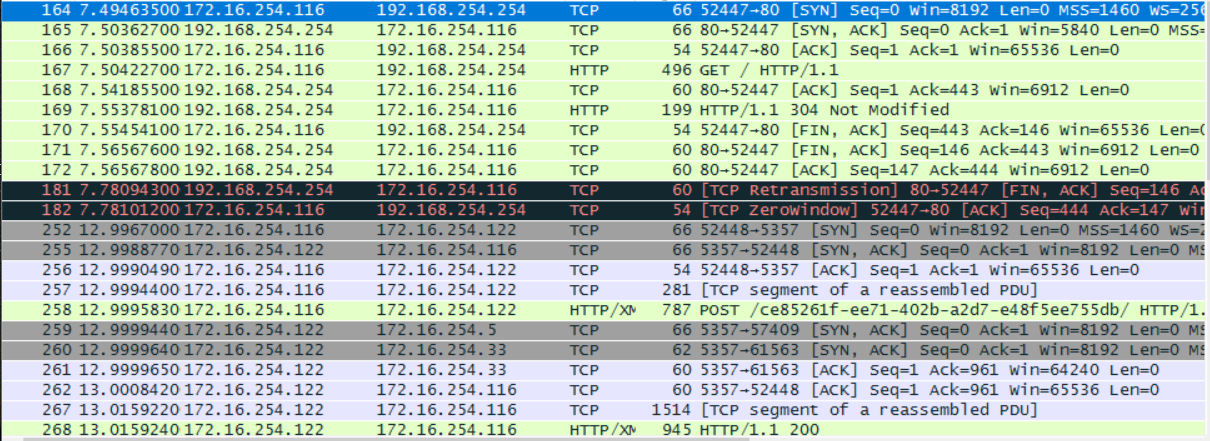 164 7.49463500 172.16.254.116 192.168.254.254 TCP 66 52447→80 [SYN] Seq=0 Win=8192 Len=0 MSS=1460 WS=256
165 7.50362700 192.168.254.254 172.16.254.116 TCP 66 80→52447 [SYN, ACK] Seq=0 Ack=1 Win=5840 Len=0 MSS=
166 7.50385500 172.16.254.116 192.168.254.254 TCP 54 52447→80 [ACK] Seq=1 Ack=1 Win=65536 Len=0
167 7.50422700 172.16.254.116 192.168.254.254 HTTP 496 GET / HTTP/1.1
168 7.54185500 192.168.254.254 172.16.254.116 TCP 60 80→52447 [ACK] Seq=1 Ack=443 Win=6912 Len=0
169 7.55378100 192.168.254.254 172.16.254.116 HTTP 199 HTTP/1.1 304 Not Modified
170 7.55454100 172.16.254.116 192.168.254.254 TCP 54 52447→80 [FIN, ACK] Seq=443 Ack=146 Win=65536 Len=0
171 7.56567600 192.168.254.254 172.16.254.116 TCP 60 80→52447 [FIN, ACK] Seq=146 Ack=443 Win=6912 Len=0
172 7.56567800 192.168.254.254 172.16.254.116 TCP 60 80→52447 [ACK] Seq=147 Ack=444 Win=6912 Len=0
181 7.78094300 192.168.254.254 172.16.254.116 TCP 60 [TCP Retransmission] 80→52447 [FIN, ACK] Seq=146 Ac
182 7.78101200 172.16.254.116 192.168.254.254 TCP 54 [TCP ZeroWindow] 52447→80 [ACK] Seq=444 Ack=147 Win
252 12.9967000 172.16.254.116 172.16.254.122 TCP 66 52448→5357 [SYN] Seq=0 Win=8192 Len=0 MSS=1460 WS=2
255 12.9988770 172.16.254.122 172.16.254.116 TCP 66 5357→52448 [SYN, ACK] Seq=0 Ack=1 Win=8192 Len=0 MS
256 12.9990490 172.16.254.116 172.16.254.122 TCP 54 52448→5357 [ACK] Seq=1 Ack=1 Win=65536 Len=0
257 12.9994400 172.16.254.116 172.16.254.122 TCP 281 [TCP segment of a reassembled PDU]
258 12.9995830 172.16.254.116 172.16.254.122 HTTP/XM 787 POST /ce85261f-ee71-402b-a2d7-e48f5ee755db/ HTTP/1.
259 12.9999440 172.16.254.122 172.16.254.5 TCP 66 5357→57409 [SYN, ACK] Seq=0 Ack=1 Win=8192 Len=0 MS
260 12.9999640 172.16.254.122 172.16.254.33 TCP 62 5357→61563 [SYN, ACK] Seq=0 Ack=1 Win=8192 Len=0 MS
261 12.9999650 172.16.254.122 172.16.254.33 TCP 60 5357→61563 [ACK] Seq=1 Ack=961 Win=64240 Len=0
262 13.0008420 172.16.254.122 172.16.254.116 TCP 60 5357→52448 [ACK] Seq=1 Ack=961 Win=65536 Len=0
267 13.0159220 172.16.254.122 172.16.254.116 TCP 1514 [TCP segment of a reassembled PDU]
268 13.0159240 172.16.254.122 172.16.254.116 HTTP/XM 945 HTTP/1.1 200